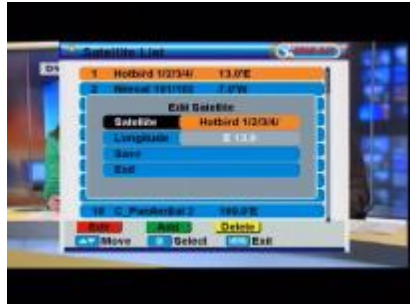 Satellite List
1 Hotbird 1/2/3/4/ 13.0'E
2 Nilesat 101/102 7.0'W
Edit Satellite
Satellite Hotbird 1/2/3/4/
Longitude E 13.0
Save
Exit
10 C_PanAmSat 2 169.0'E
Edit Add Delete
Move Select Exit